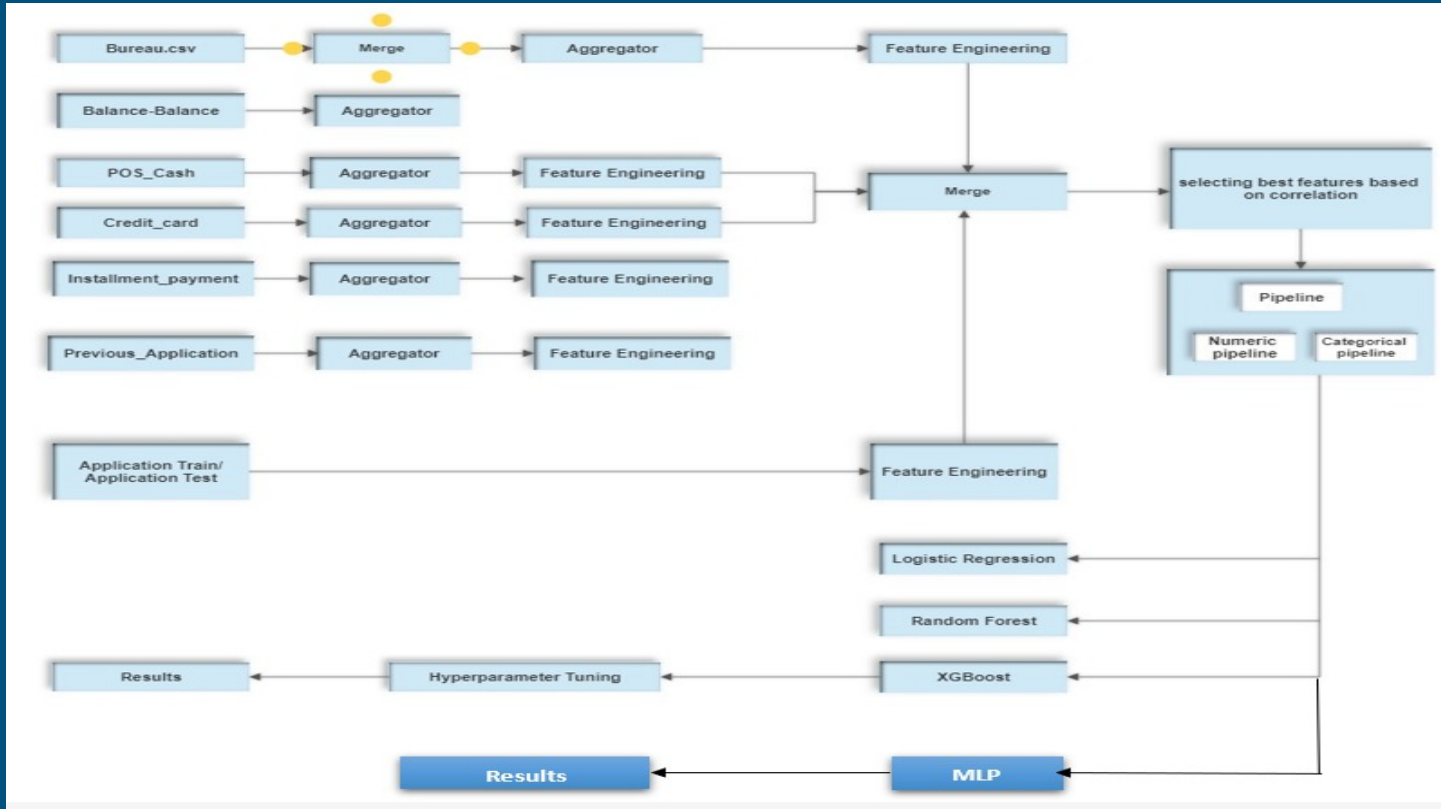 Bureau.csv
Merge
Aggregator
Feature Engineering
Balance-Balance
Aggregator
POS_Cash
Aggregator
Feature Engineering
Credit_card
Aggregator
Feature Engineering
Merge
selecting best features based
on correlation
Installment_payment
Aggregator
Feature Engineering
Pipeline
Numeric
pipeline
Categorical
pipeline
Previous_Application
Aggregator
Feature Engineering
Application Train/
Application Test
Feature Engineering
Logistic Regression
Random Forest
Results
Hyperparameter Tuning
XGBoost
Results
MLP